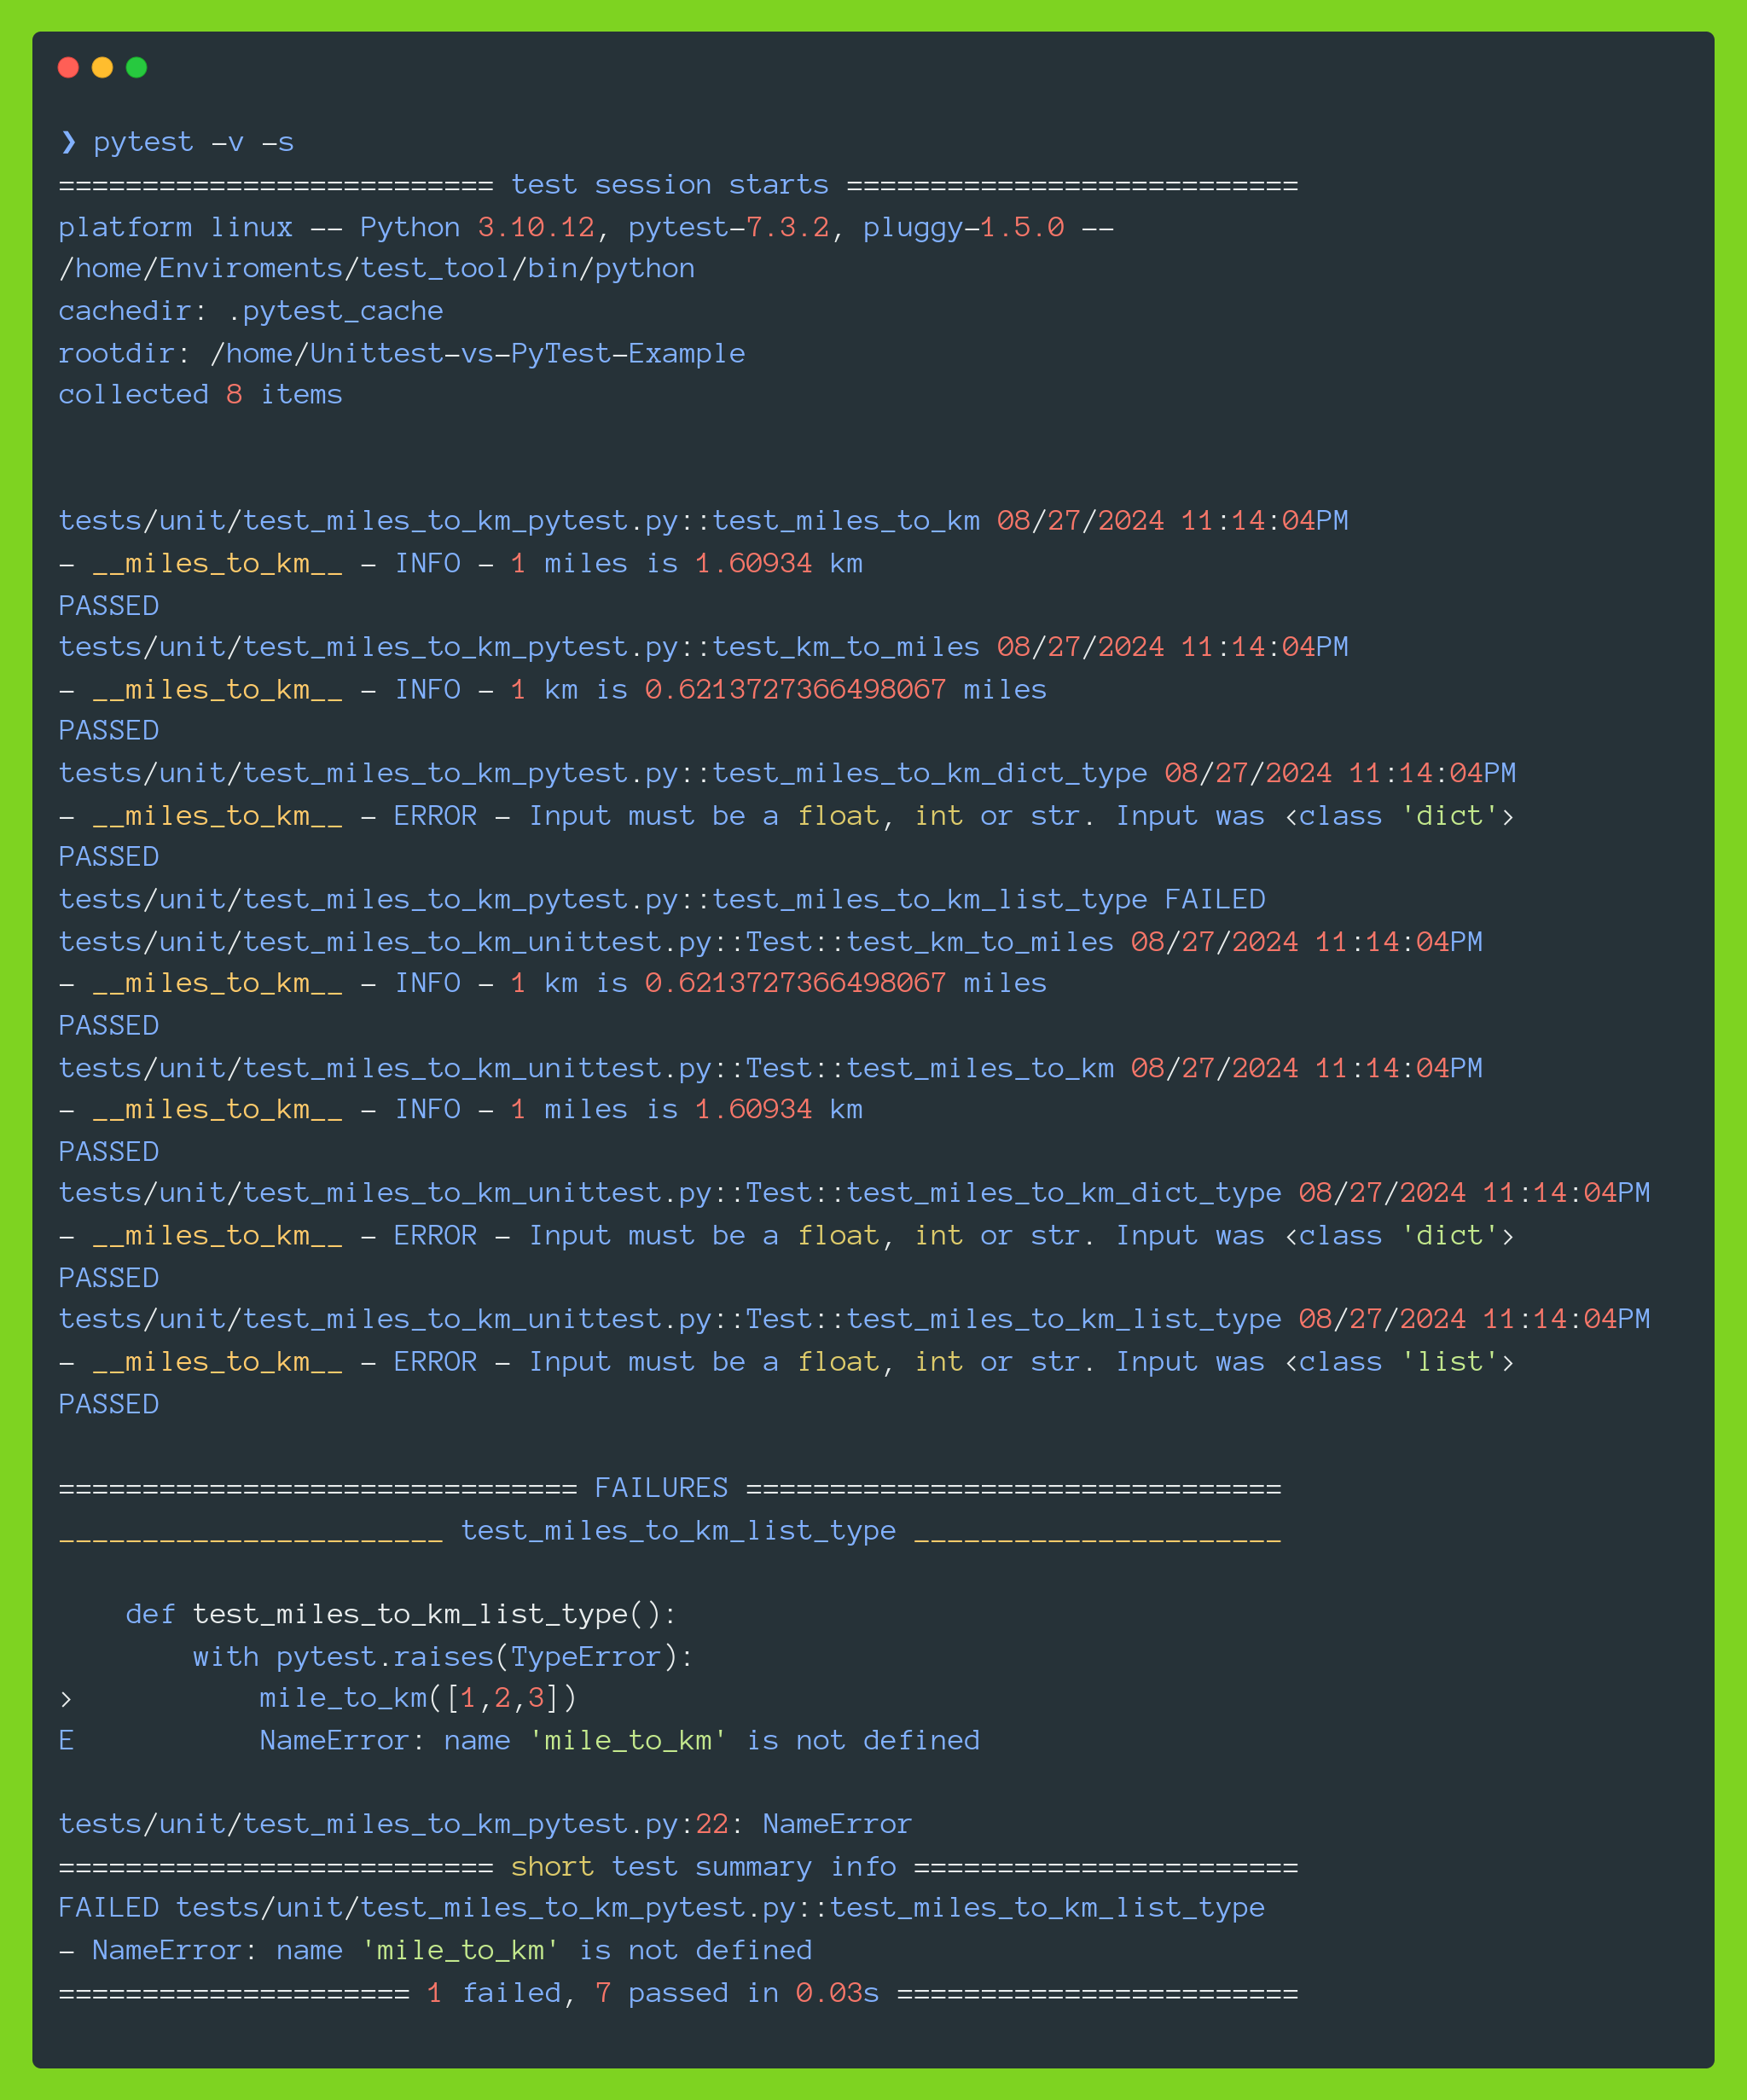 ❯ pytest -v -s
========================== test session starts ===========================
platform linux -- Python 3.10.12, pytest-7.3.2, pluggy-1.5.0 --
/home/Enviroments/test_tool/bin/python
cachedir: .pytest_cache
rootdir: /home/Unittest-vs-PyTest-Example
collected 8 items
tests/unit/test_miles_to_km_pytest.py::test_miles_to_km 08/27/2024 11:14:04PM
- __miles_to_km__ - INFO - 1 miles is 1.60934 km
PASSED
tests/unit/test_miles_to_km_pytest.py::test_km_to_miles 08/27/2024 11:14:04PM
- __miles_to_km__ - INFO - 1 km is 0.6213727366498067 miles
PASSED
tests/unit/test_miles_to_km_pytest.py::test_miles_to_km_dict_type 08/27/2024 11:14:04PM
- __miles_to_km__ - ERROR - Input must be a float, int or str. Input was <class 'dict'>
PASSED
tests/unit/test_miles_to_km_pytest.py::test_miles_to_km_list_type FAILED
tests/unit/test_miles_to_km_unittest.py::Test::test_km_to_miles 08/27/2024 11:14:04PM
- __miles_to_km__ - INFO - 1 km is 0.6213727366498067 miles
PASSED
tests/unit/test_miles_to_km_unittest.py::Test::test_miles_to_km 08/27/2024 11:14:04PM
- __miles_to_km__ - INFO - 1 miles is 1.60934 km
PASSED
tests/unit/test_miles_to_km_unittest.py::Test::test_miles_to_km_dict_type 08/27/2024 11:14:04PM
- __miles_to_km__ - ERROR - Input must be a float, int or str. Input was <class 'dict'>
PASSED
tests/unit/test_miles_to_km_unittest.py::Test::test_miles_to_km_list_type 08/27/2024 11:14:04PM
- __miles_to_km__ - ERROR - Input must be a float, int or str. Input was <class 'list'>
PASSED
=============================== FAILURES ================================
_______________________ test_miles_to_km_list_type ______________________
    def test_miles_to_km_list_type():
        with pytest.raises(TypeError):
>           mile_to_km([1,2,3])
E           NameError: name 'mile_to_km' is not defined
tests/unit/test_miles_to_km_pytest.py:22: NameError
========================== short test summary info =======================
FAILED tests/unit/test_miles_to_km_pytest.py::test_miles_to_km_list_type
- NameError: name 'mile_to_km' is not defined
===================== 1 failed, 7 passed in 0.03s ========================